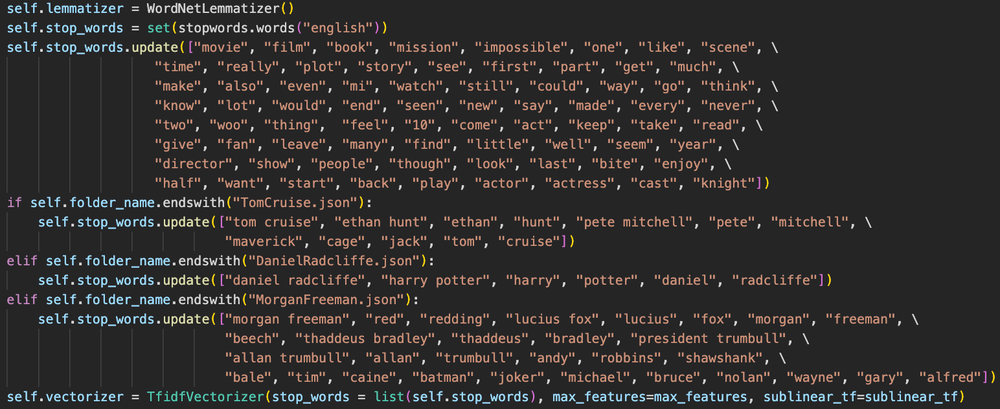 self.lemmatizer = WordNetLemmatizer()
self.stop_words = set(stopwords.words("english"))
self.stop_words.update(["movie", "film", "book", "mission", "impossible", "one", "like", "scene", \
"time", "really", "plot", "story", "see", "first", "part", "get", "much", \
"make", "also", "even", "mi", "watch", "still", "could", "way", "go", "think", \
"know", "lot", "would", "end", "seen", "new", "say", "made", "every", "never", \
"two", "woo", "thing",  "feel", "10", "come", "act", "keep", "take", "read", \
"give", "fan", "leave", "many", "find", "little", "well", "seem", "year", \
"director", "show", "people", "though", "look", "last", "bite", "enjoy", \
"half", "want", "start", "back", "play", "actor", "actress", "cast", "knight"])
if self.folder_name.endswith("TomCruise.json"):
self.stop_words.update(["tom cruise", "ethan hunt", "ethan", "hunt", "pete mitchell", "pete", "mitchell", \
"maverick", "cage", "jack", "tom", "cruise"])
elif self.folder_name.endswith("DanielRadcliffe.json"):
self.stop_words.update(["daniel radcliffe", "harry potter", "harry", "potter", "daniel", "radcliffe"])
elif self.folder_name.endswith("MorganFreeman.json"):
self.stop_words.update(["morgan freeman", "red", "redding", "lucius fox", "lucius", "fox", "morgan", "freeman", \
"beech", "thaddeus bradley", "thaddeus", "bradley", "president trumbull", \
"allan trumbull", "allan", "trumbull", "andy", "robbins", "shawshank", \
"bale", "tim", "caine", "batman", "joker", "michael", "bruce", "nolan", "wayne", "gary", "alfred"])
self.vectorizer = TfidfVectorizer(stop_words = list(self.stop_words), max_features=max_features, sublinear_tf=sublinear_tf)